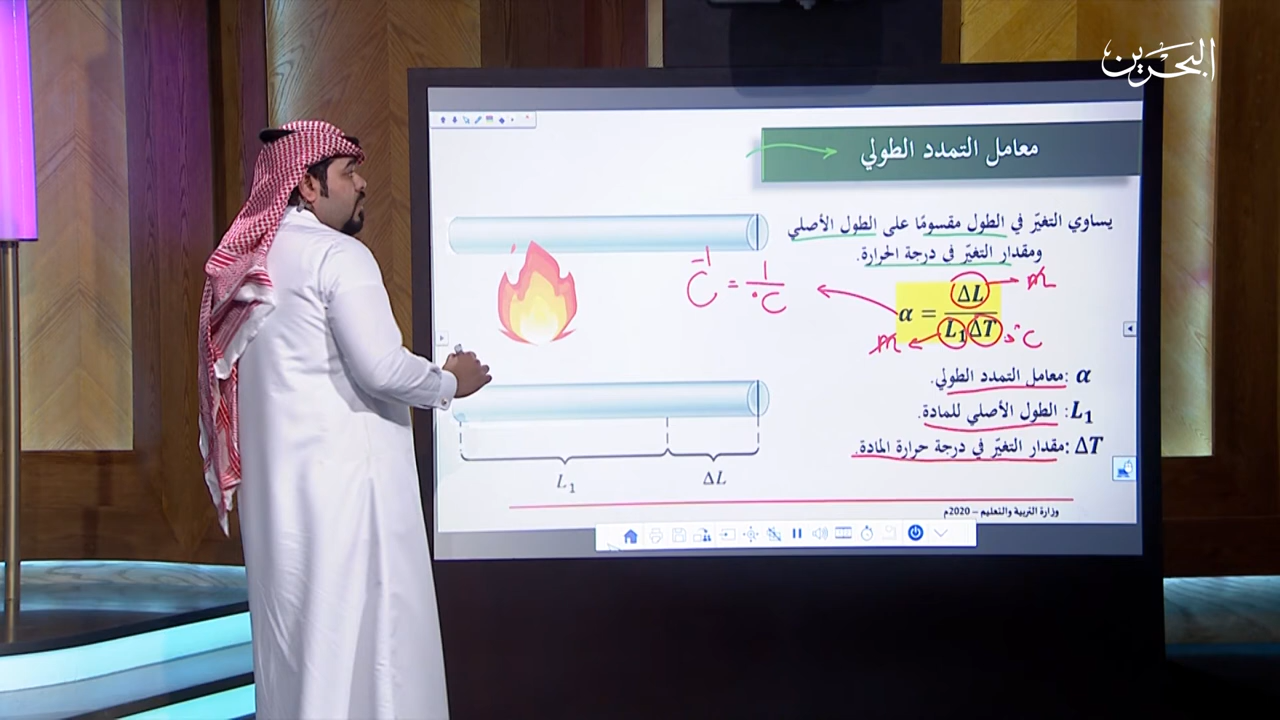 البحرين
معامل التمدد الطولي
يساوي التغيّر في الطول مقسومًا على الطول الأصلي
ومقدار التغيّر في درجة الحرارة.
C⁻¹ = 1/°C
α = ΔL / L₁ΔT
m
m
°C
α: معامل التمدد الطولي.
L₁: الطول الأصلي للمادة.
ΔT: مقدار التغيّر في درجة حرارة المادة.
L₁
ΔL
وزارة التربية والتعليم – 2020م